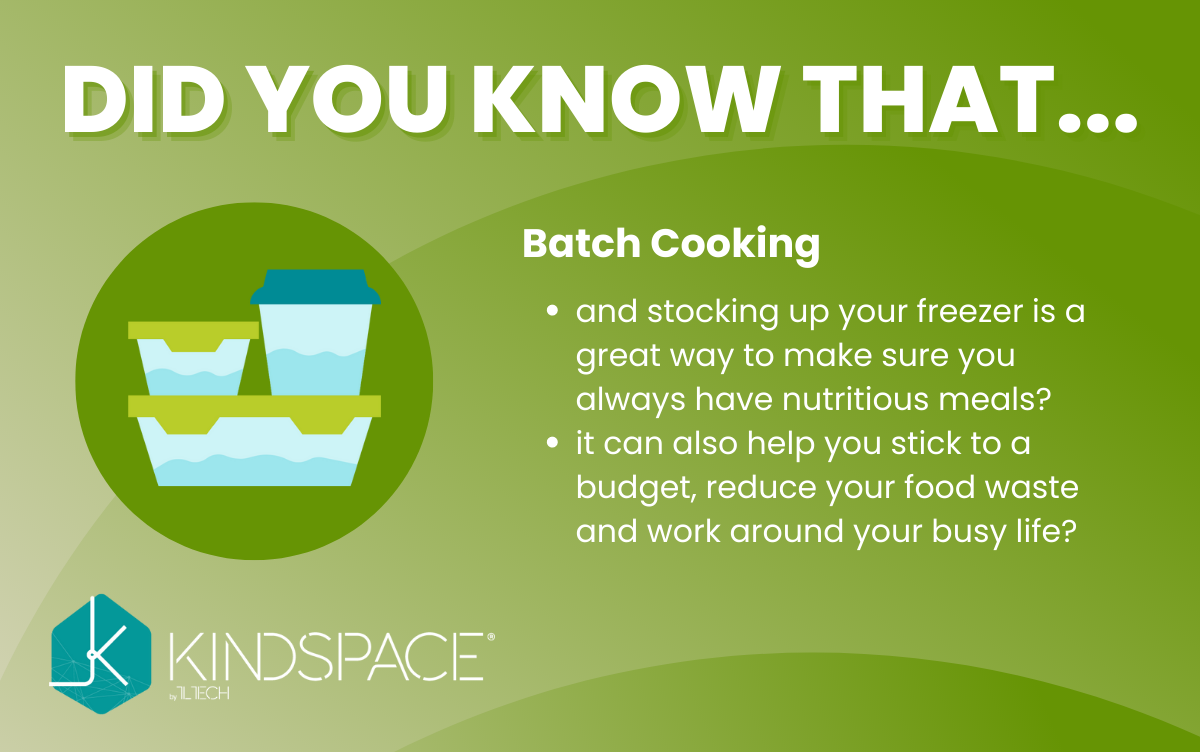 DID YOU KNOW THAT...
Batch Cooking
• and stocking up your freezer is a
great way to make sure you
always have nutritious meals?
• it can also help you stick to a
budget, reduce your food waste
and work around your busy life?
KINDSPACE®
by TLTECH